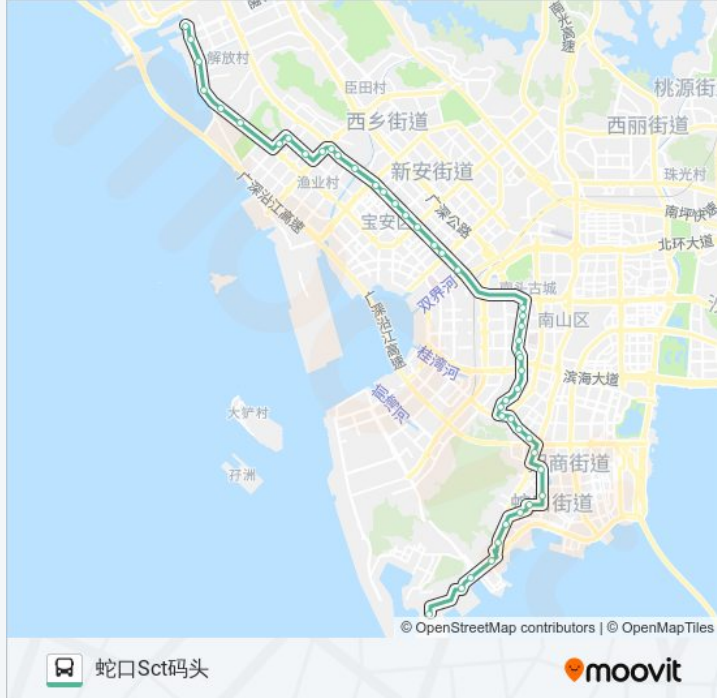 南光高速
解放村
桃源街
臣田村
西乡街道
西丽街道
新安街道
珠光村
渔业村
广深沿江高速
广深公路
南坪快速
宝安区
北环大道
双界河
南头古城
广深沿江高速
南山区
桂湾河
滨海大道
前湾河
大铲村
招商街道
孖洲
蛇口街道
© OpenStreetMap contributors | © OpenMapTiles
蛇口Sct码头
moovit